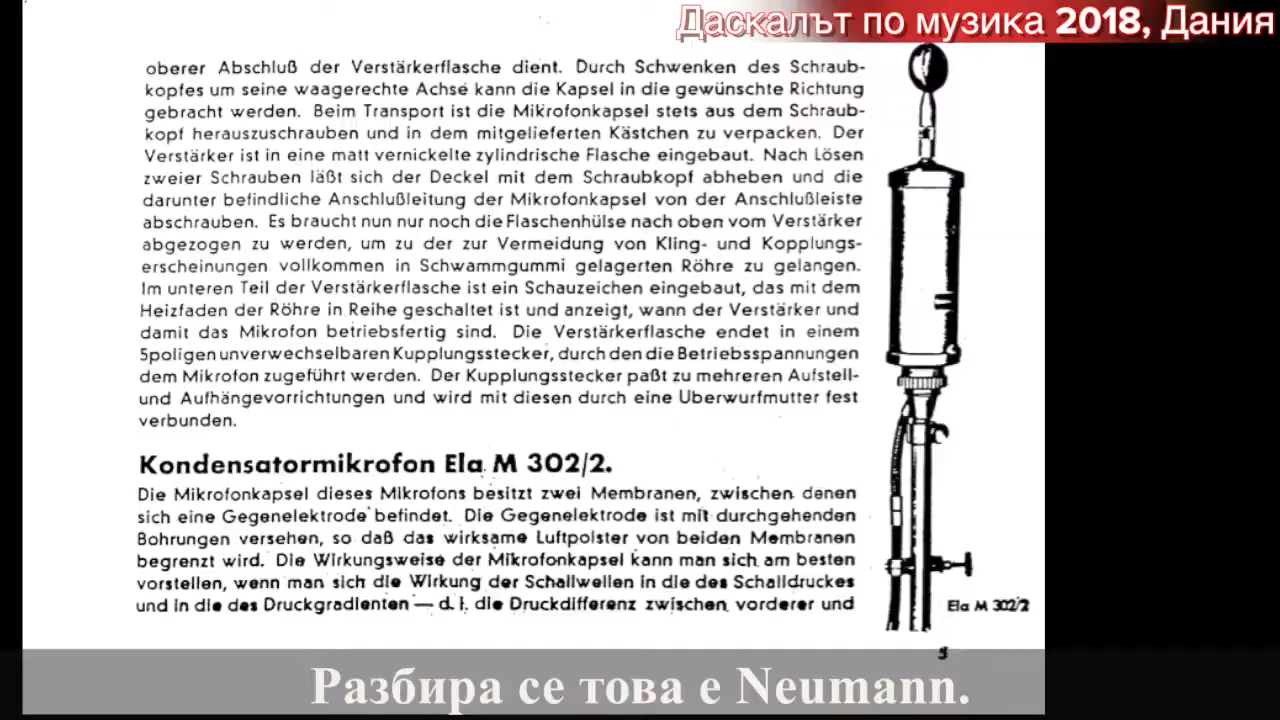 Даскалът по музика 2018, Дания
oberer Abschluß der Verstärkerflasche dient. Durch Schwenken des Schraub-
kopfes um seine waagerechte Achse kann die Kapsel in die gewünschte Richtung
gebracht werden. Beim Transport ist die Mikrofonkapsel stets aus dem Schraub-
kopf herauszuschrauben und in dem mitgelieferten Kästchen zu verpacken. Der
Verstärker ist in eine matt vernickelte zylindrische Flasche eingebaut. Nach Lösen
zweier Schrauben läßt sich der Deckel mit dem Schraubkopf abheben und die
darunter befindliche Anschlußleitung der Mikrofonkapsel von der Anschlußleiste
abschrauben. Es braucht nun nur noch die Flaschenhülse nach oben vom Verstärker
abgezogen zu werden, um zu der zur Vermeidung von Kling- und Kopplungs-
erscheinungen vollkommen in Schwammgummi gelagerten Röhre zu gelangen.
Im unteren Teil der Verstärkerflasche ist ein Schauzeichen eingebaut, das mit dem
Heizfaden der Röhre in Reihe geschaltet ist und anzeigt, wann der Verstärker und
damit das Mikrofon betriebsfertig sind. Die Verstärkerflasche endet in einem
5poligen unverwechselbaren Kupplungsstecker, durch den die Betriebsspannungen
dem Mikrofon zugeführt werden. Der Kupplungsstecker paßt zu mehreren Aufstell-
und Aufhängevorrichtungen und wird mit diesen durch eine Uberwurfmutter fest
verbunden.
Kondensatormikrofon Ela M 302/2.
Die Mikrofonkapsel dieses Mikrofons besitzt zwei Membranen, zwischen denen
sich eine Gegenelektrode befindet. Die Gegenelektrode ist mit durchgehenden
Bohrungen versehen, so daß das wirksame Luftpolster von beiden Membranen
begrenzt wird. Die Wirkungsweise der Mikrofonkapsel kann man sich am besten
vorstellen, wenn man sich die Wirkung der Schallwellen in die des Schalldruckes
und in die des Druckgradienten — d. i. die Druckdifferenz zwischen vorderer und
Ela M 302/2
5
Разбира се това е Neumann.